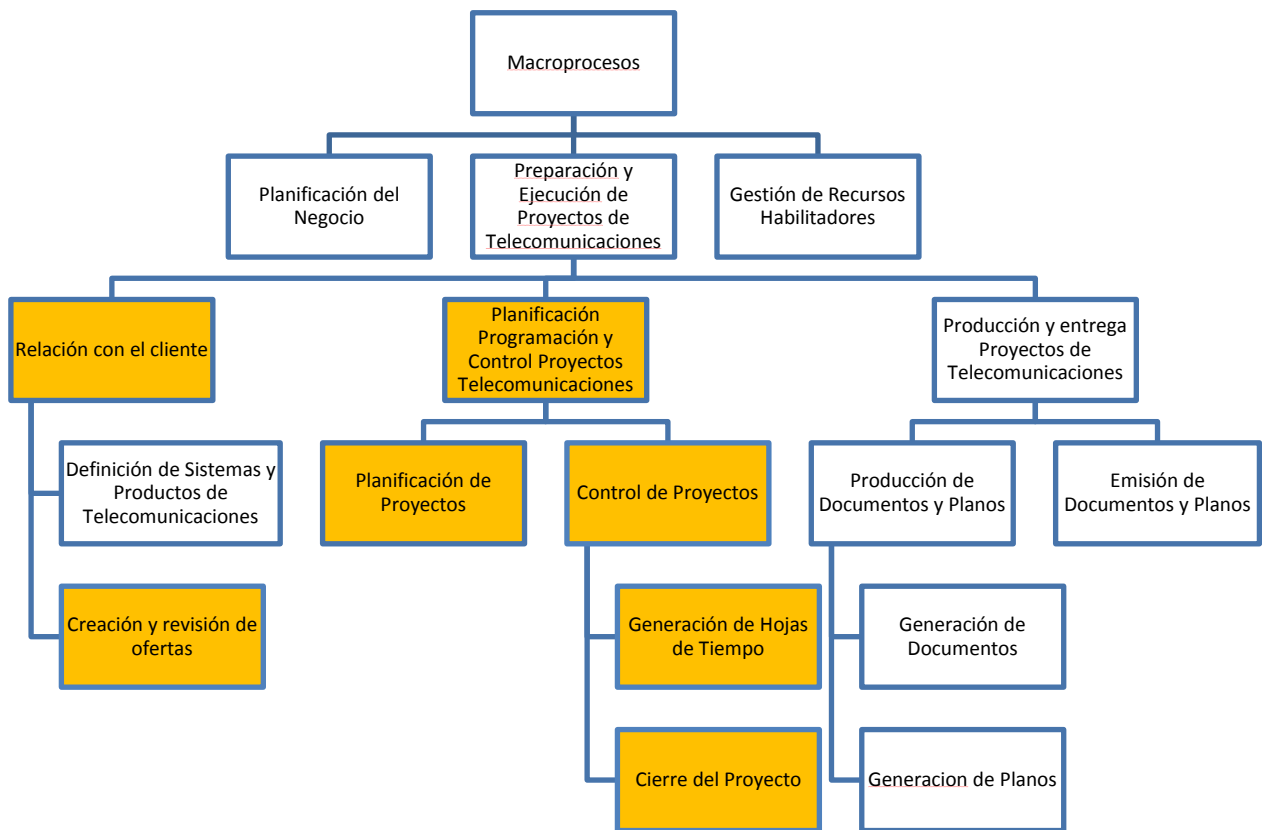 Macroprocesos
Planificación del
Negocio
Preparación y
Ejecución de
Proyectos de
Telecomunicaciones
Gestión de Recursos
Habilitadores
Relación con el cliente
Planificación
Programación y
Control Proyectos
Telecomunicaciones
Producción y entrega
Proyectos de
Telecomunicaciones
Definición de Sistemas y
Productos de
Telecomunicaciones
Planificación de
Proyectos
Control de Proyectos
Producción de
Documentos y Planos
Emisión de
Documentos y Planos
Creación y revisión de
ofertas
Generación de Hojas
de Tiempo
Generación de
Documentos
Cierre del Proyecto
Generacion de Planos